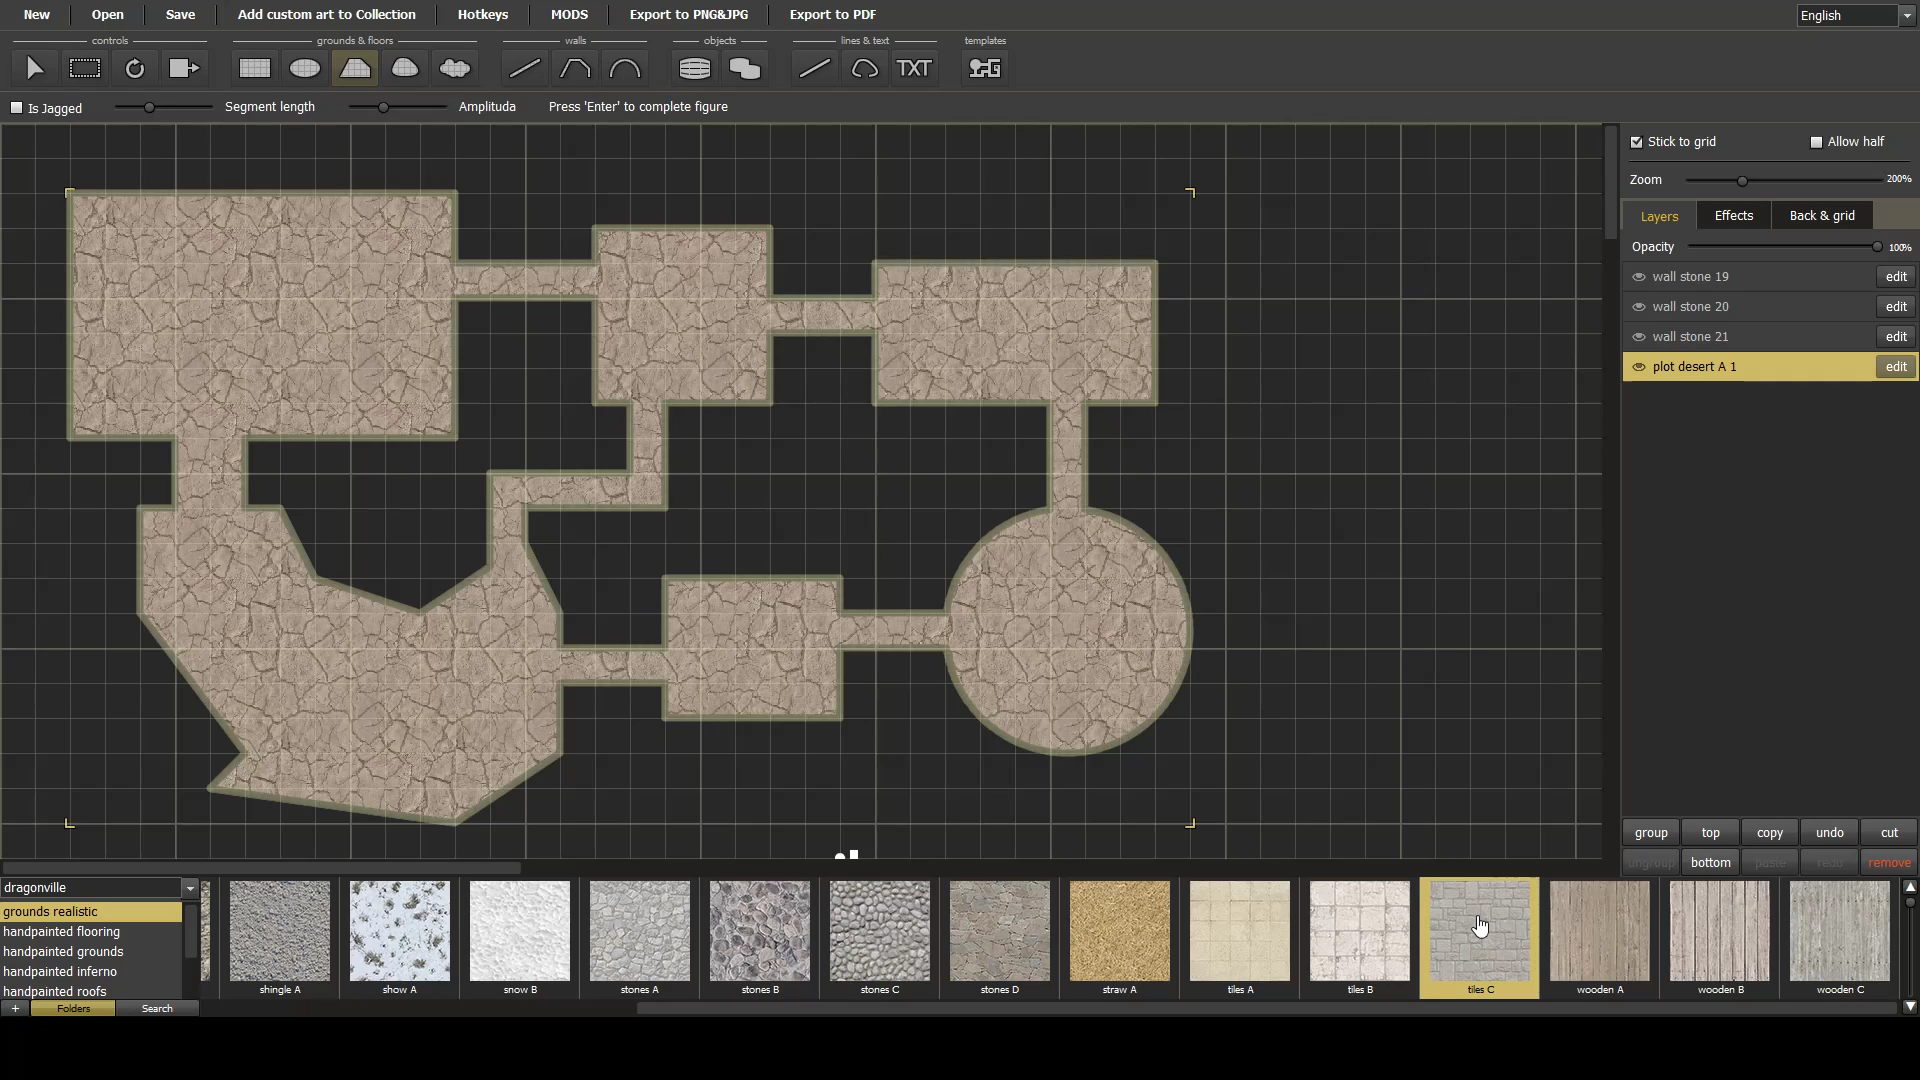 New Open Save Add custom art to Collection Hotkeys MODS Export to PNG&JPG Export to PDF English
controls grounds & floors walls objects lines & text templates
TXT
Is Jagged Segment length Amplituda Press 'Enter' to complete figure
Stick to grid Allow half
Zoom 200%
Layers Effects Back & grid
Opacity 100%
wall stone 19 edit
wall stone 20 edit
wall stone 21 edit
plot desert A 1 edit
group top copy undo cut
ungroup bottom paste redo remove
dragonville
grounds realistic
handpainted flooring
handpainted grounds
handpainted inferno
handpainted roofs
shingle A show A snow B stones A stones B stones C stones D straw A tiles A tiles B tiles C wooden A wooden B wooden C
+ Folders Search